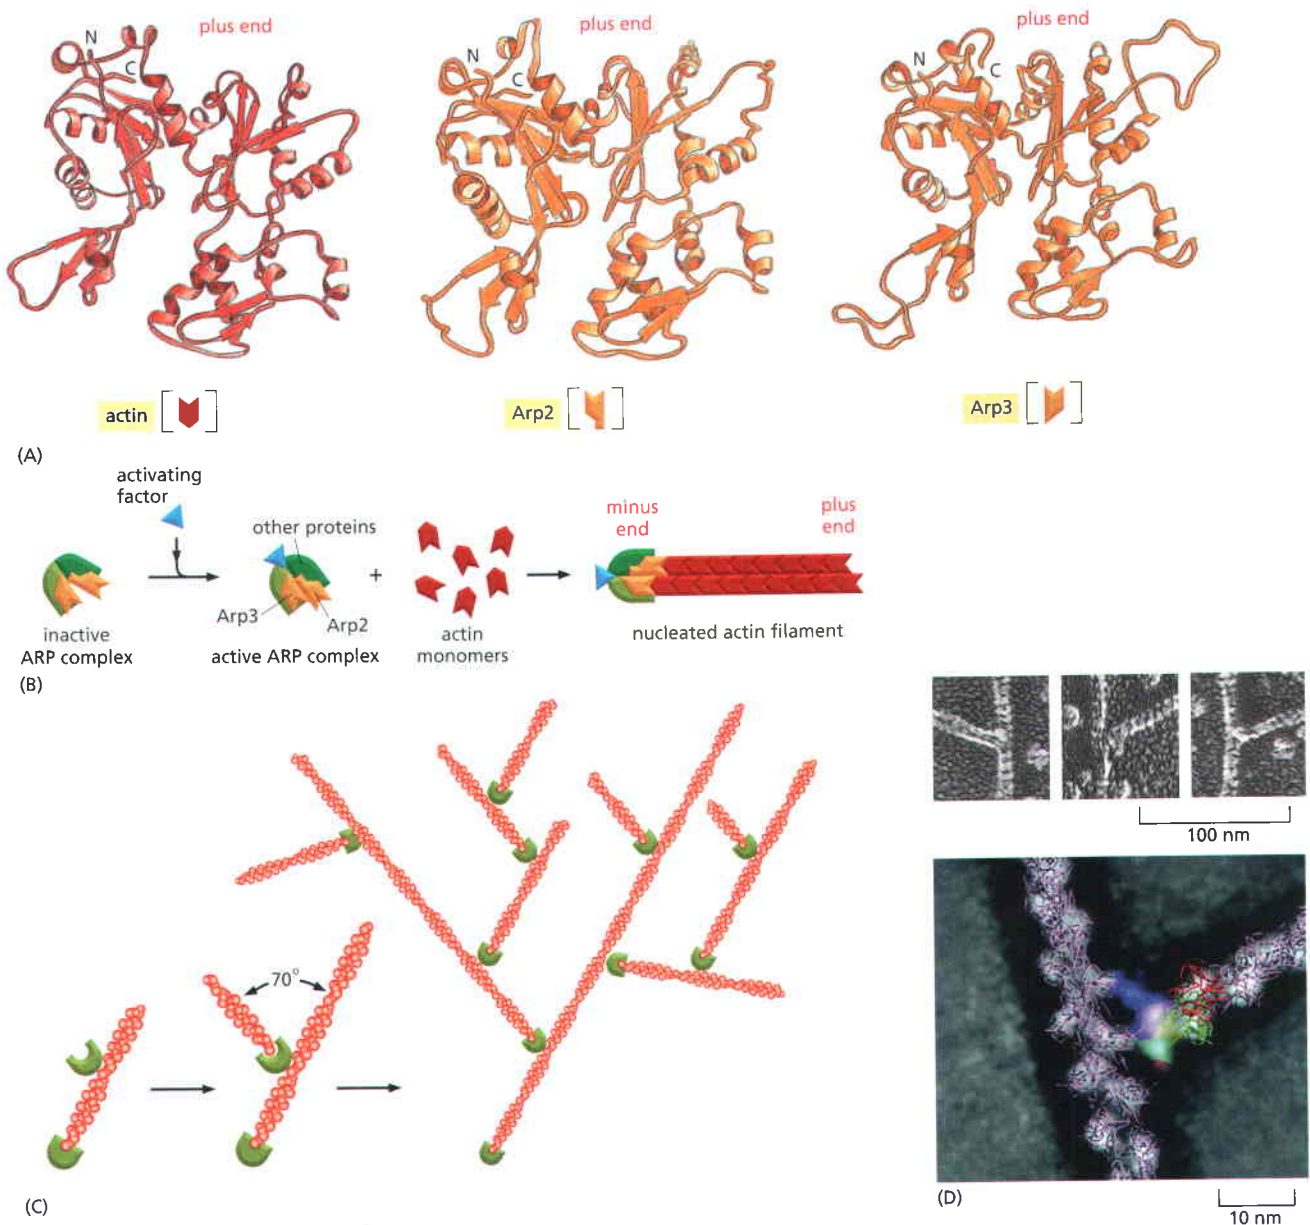 plus end
N
C
plus end
N
C
plus end
N
C
actin
Arp2
Arp3
(A)
activating
factor
other proteins
Arp3
Arp2
+
minus
end
plus
end
inactive
ARP complex
active ARP complex
actin
monomers
nucleated actin filament
(B)
70°
(C)
100 nm
(D)
10 nm